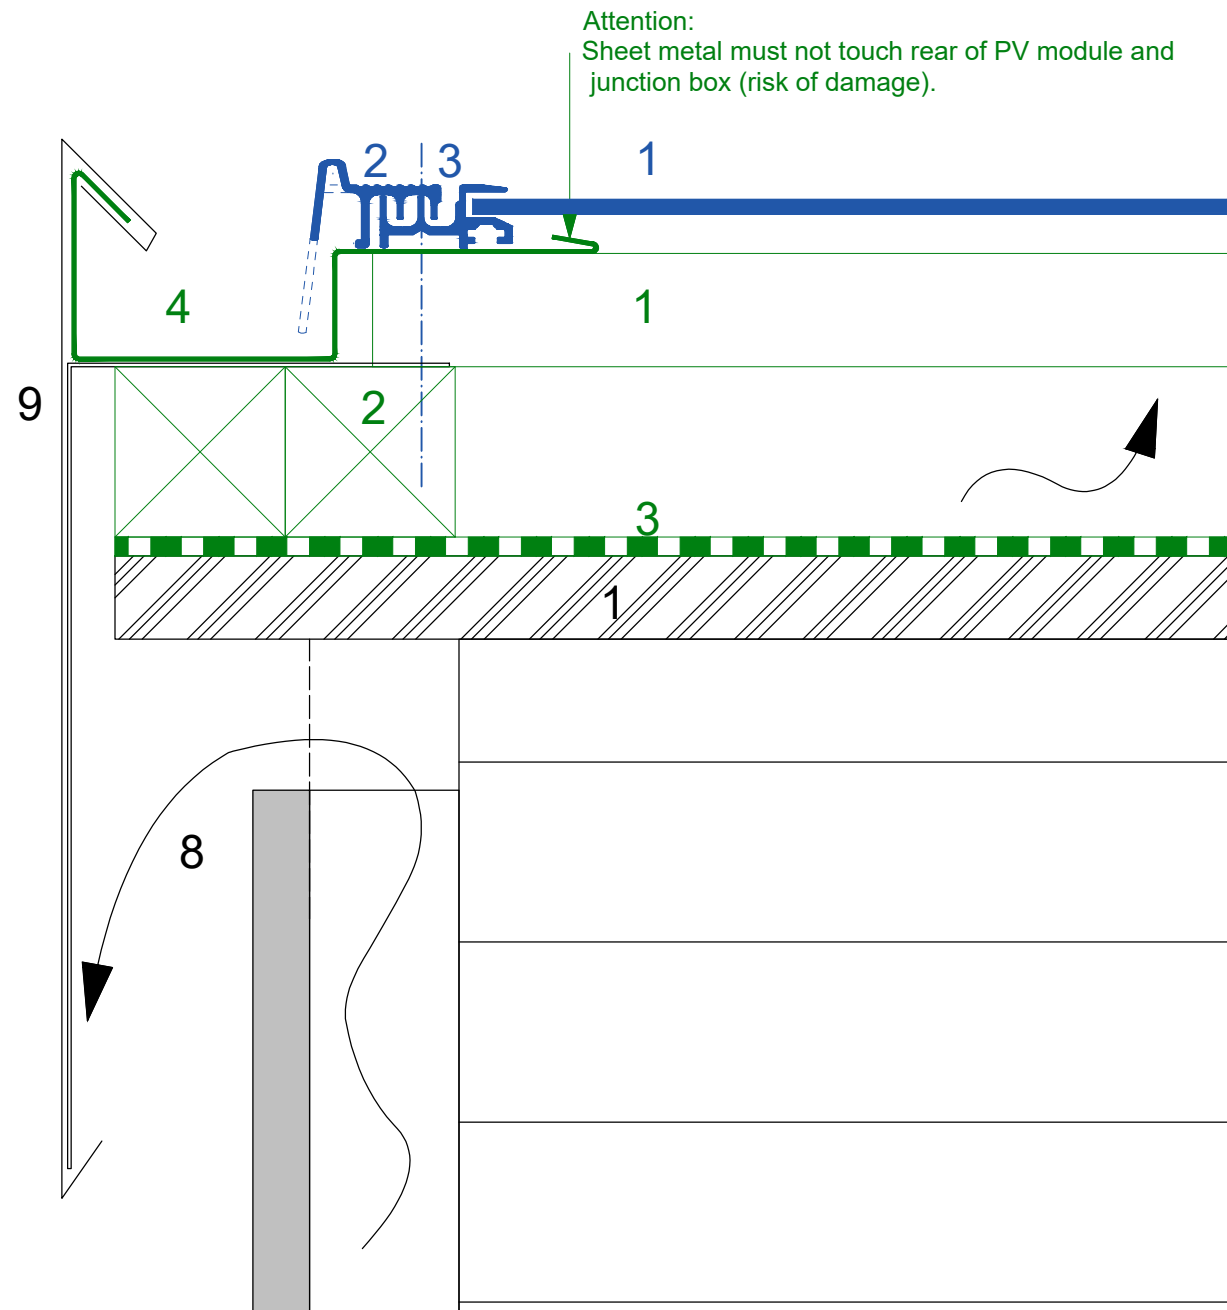 Attention:
Sheet metal must not touch rear of PV module and
junction box (risk of damage).
2 3 1
4 1
9 2
3
1
8